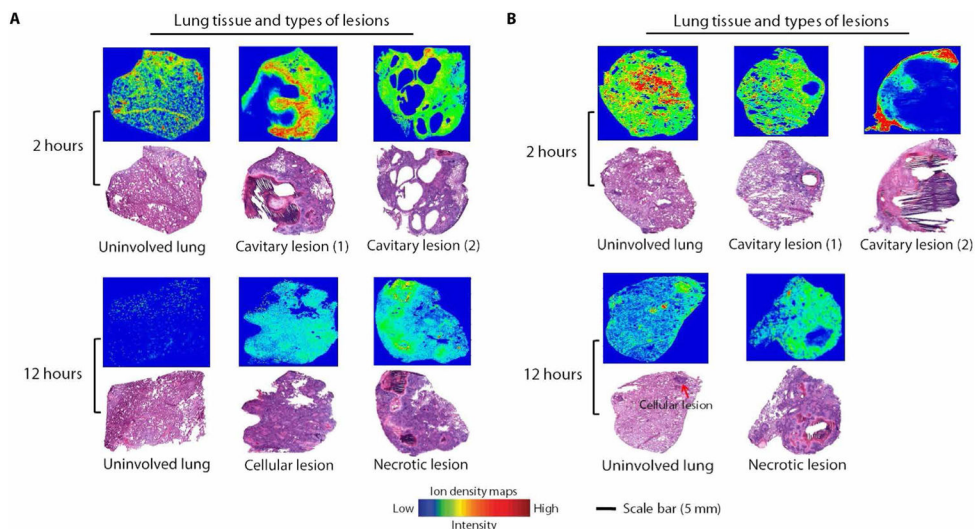 A
Lung tissue and types of lesions
2 hours
Uninvolved lung
Cavitary lesion (1)
Cavitary lesion (2)
12 hours
Uninvolved lung
Cellular lesion
Necrotic lesion
B
Lung tissue and types of lesions
2 hours
Uninvolved lung
Cavitary lesion (1)
Cavitary lesion (2)
12 hours
Cellular lesion
Uninvolved lung
Necrotic lesion
Ion density maps
Low
High
Intensity
Scale bar (5 mm)